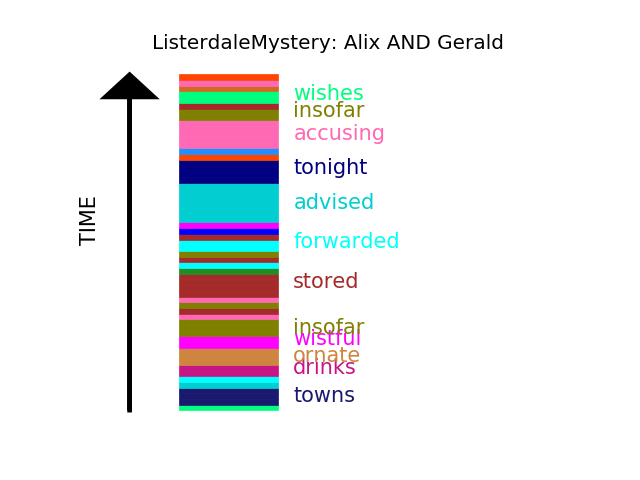 ListerdaleMystery: Alix AND Gerald
wishes
insofar
accusing
tonight
advised
TIME
forwarded
stored
insofar
wistful
ornate
drinks
towns